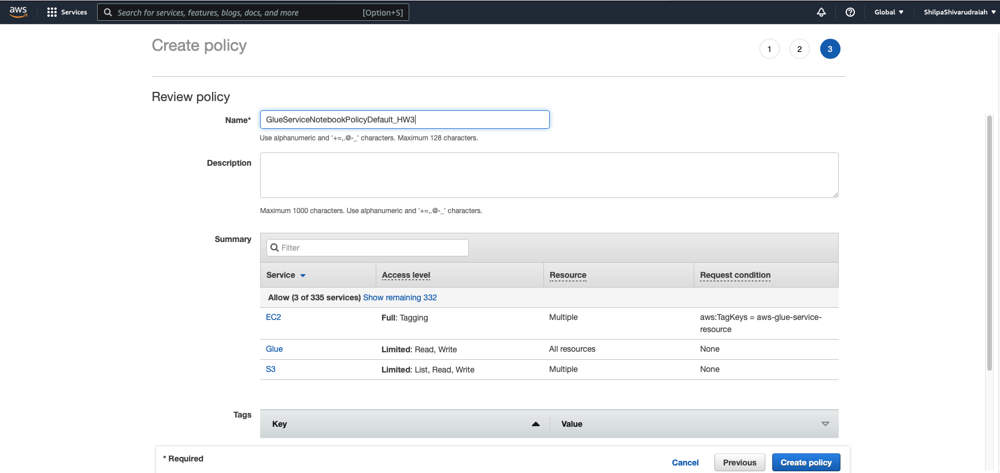 aws Services Search for services, features, blogs, docs, and more [Option+S] Global ShilpaShivarudraiah
Create policy 1 2 3
Review policy
Name* GlueServiceNotebookPolicyDefault_HW3
Use alphanumeric and '+=,.@-_' characters. Maximum 128 characters.
Description
Maximum 1000 characters. Use alphanumeric and '+=,.@-_' characters.
Summary
Filter
Service Access level Resource Request condition
Allow (3 of 335 services) Show remaining 332
EC2 Full: Tagging Multiple aws:TagKeys = aws-glue-service-
resource
Glue Limited: Read, Write All resources None
S3 Limited: List, Read, Write Multiple None
Tags
Key Value
* Required
Cancel Previous Create policy